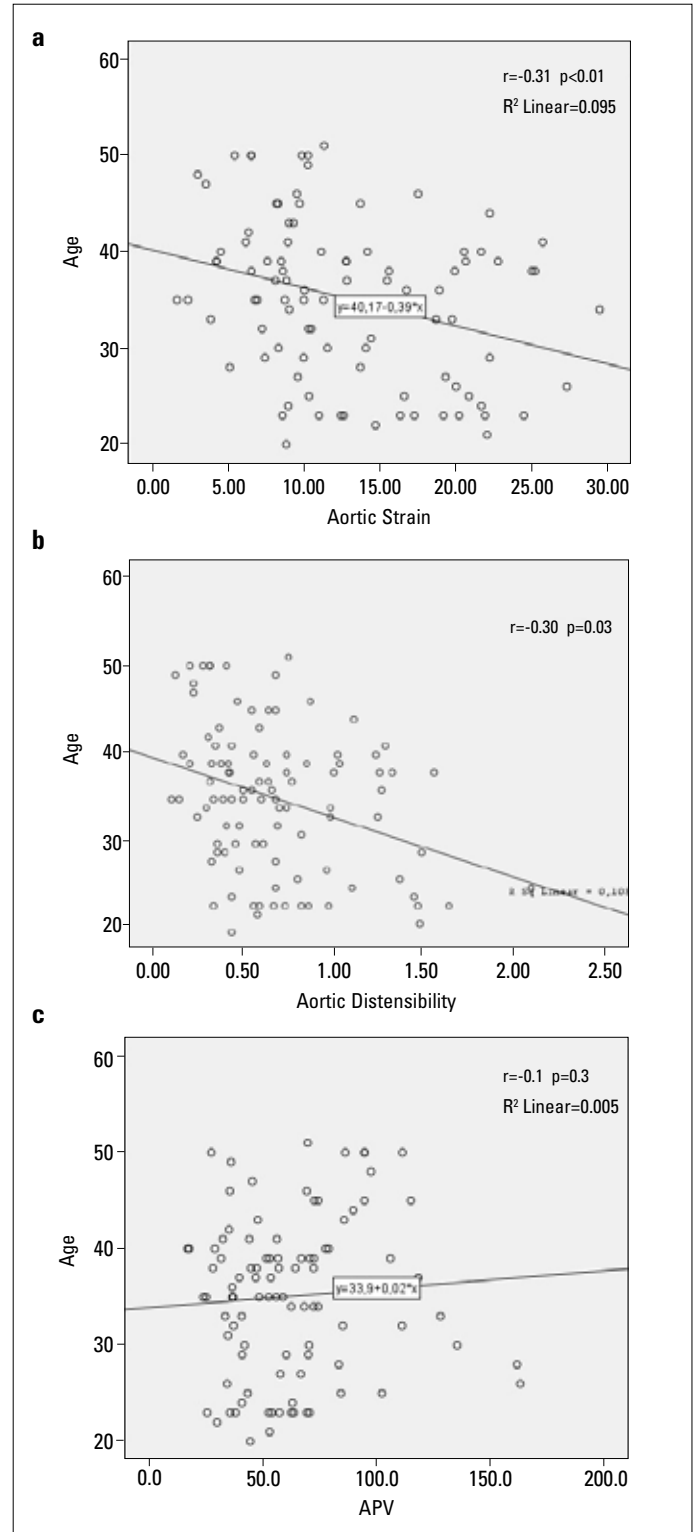 a
60
50
40
30
20
Age
r=-0.31 p<0.01
R² Linear=0.095
y=40,17-0,39*x
0.00 5.00 10.00 15.00 20.00 25.00 30.00
Aortic Strain
b
60
50
40
30
20
Age
r=-0.30 p=0.03
Linear = 0,10
0.00 0.50 1.00 1.50 2.00 2.50
Aortic Distensibility
c
60
50
40
30
20
Age
r=-0.1 p=0.3
R² Linear=0.005
y=33,9+0,02*x
0.0 50.0 100.0 150.0 200.0
APV